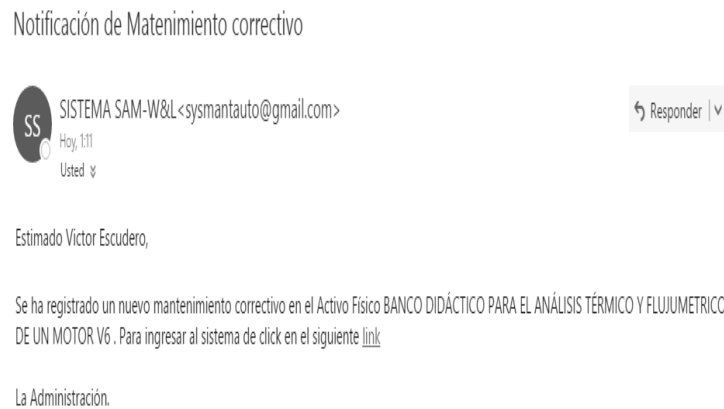 Notificación de Matenimiento correctivo
SS
SISTEMA SAM-W&L<sysmantauto@gmail.com>
Responder
Hoy, 1:11
Usted
Estimado Victor Escudero,
Se ha registrado un nuevo mantenimiento correctivo en el Activo Físico BANCO DIDÁCTICO PARA EL ANÁLISIS TÉRMICO Y FLUJUMETRICO
DE UN MOTOR V6 . Para ingresar al sistema de click en el siguiente link
La Administración.